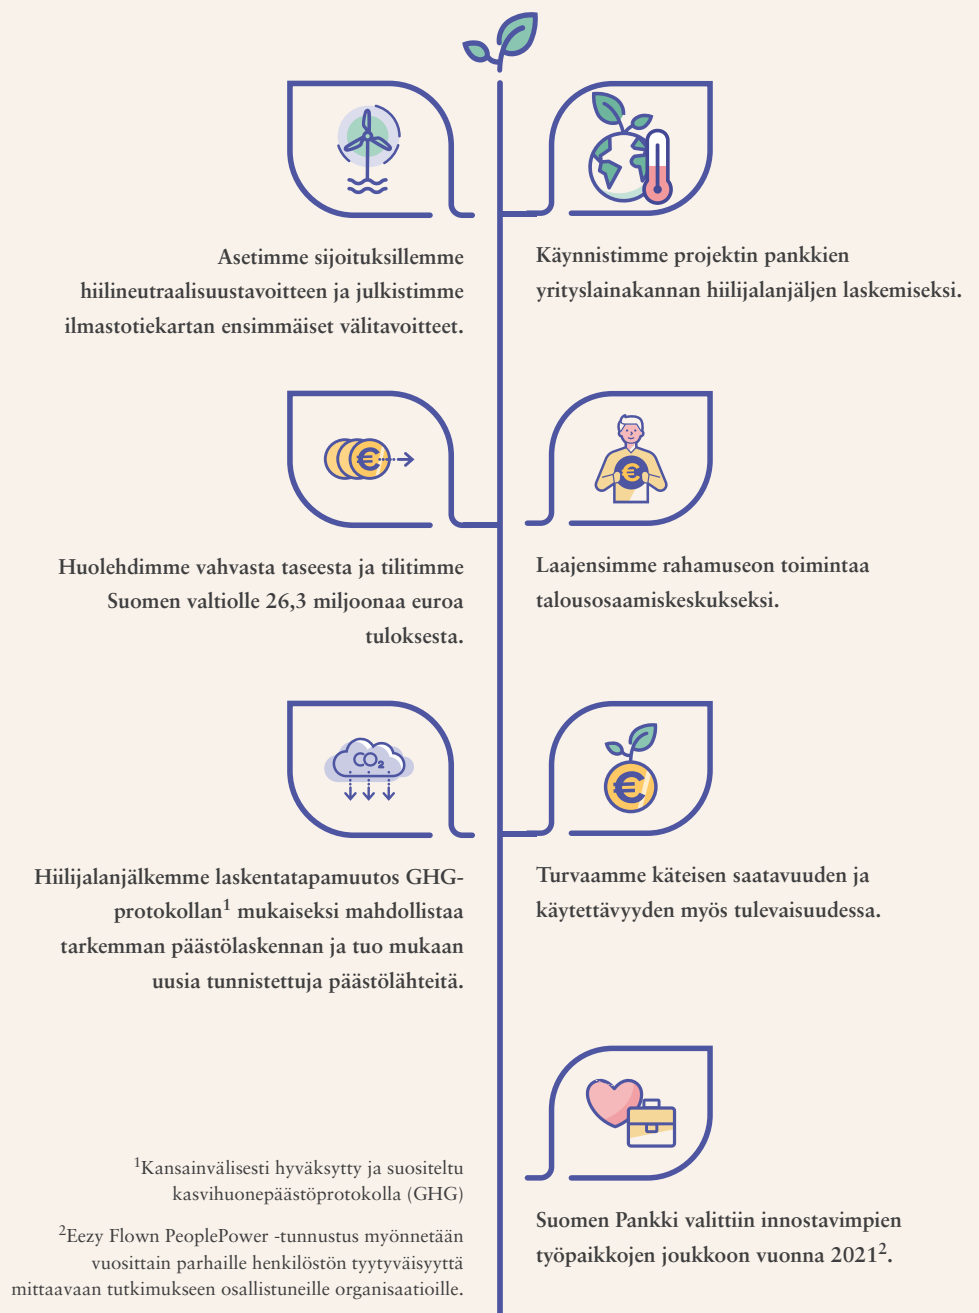 Asetimme sijoituksillemme
hiilineutraalisuustavoitteen ja julkistimme
ilmastotiekartan ensimmäiset välitavoitteet.
Käynnistimme projektin pankkien
yrityslainakannan hiilijalanjäljen laskemiseksi.
€
Huolehdimme vahvasta taseesta ja tilitimme
Suomen valtiolle 26,3 miljoonaa euroa
tuloksesta.
€
Laajensimme rahamuseon toimintaa
talousosaamiskeskukseksi.
CO₂
Hiilijalanjälkemme laskentatapamuutos GHG-
protokollan¹ mukaiseksi mahdollistaa
tarkemman päästölaskennan ja tuo mukaan
uusia tunnistettuja päästölähteitä.
€
Turvaamme käteisen saatavuuden ja
käytettävyyden myös tulevaisuudessa.
Suomen Pankki valittiin innostavimpien
työpaikkojen joukkoon vuonna 2021².
¹Kansainvälisesti hyväksytty ja suositeltu
kasvihuonepäästöprotokolla (GHG)
²Eezy Flown PeoplePower -tunnustus myönnetään
vuosittain parhaille henkilöstön tyytyväisyyttä
mittaavaan tutkimukseen osallistuneille organisaatioille.